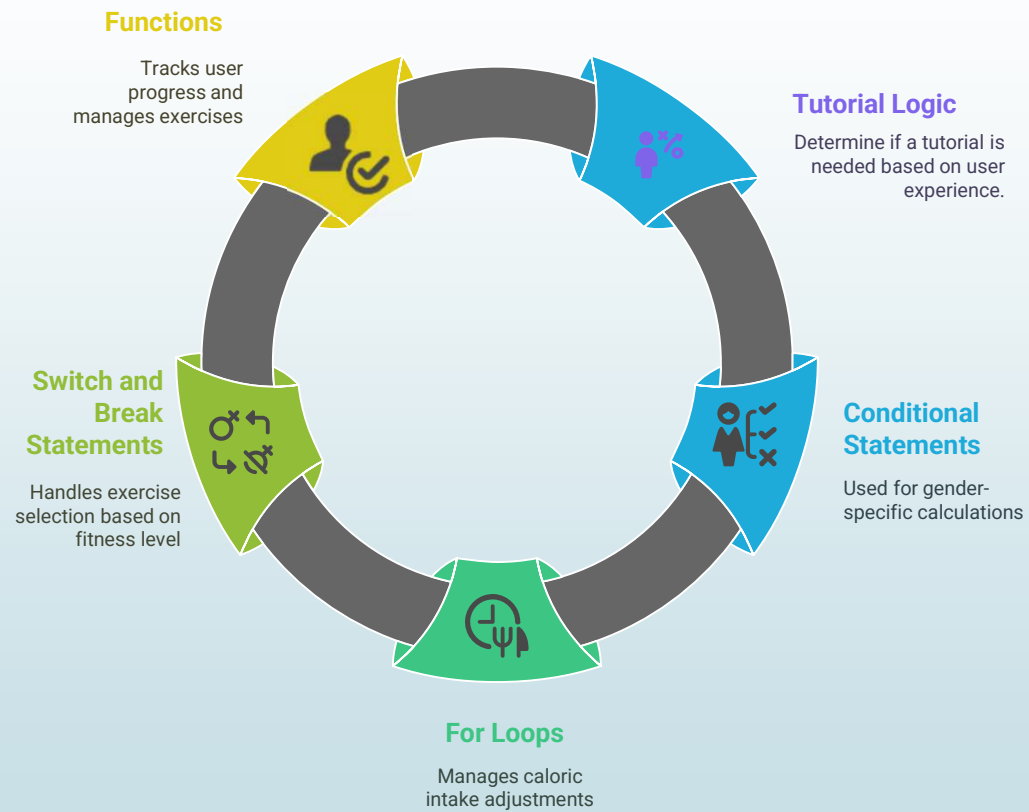 Functions
Tracks user
progress and
manages exercises
Tutorial Logic
Determine if a tutorial is
needed based on user
experience.
Switch and
Break
Statements
Handles exercise
selection based on
fitness level
Conditional
Statements
Used for gender-
specific calculations
For Loops
Manages caloric
intake adjustments